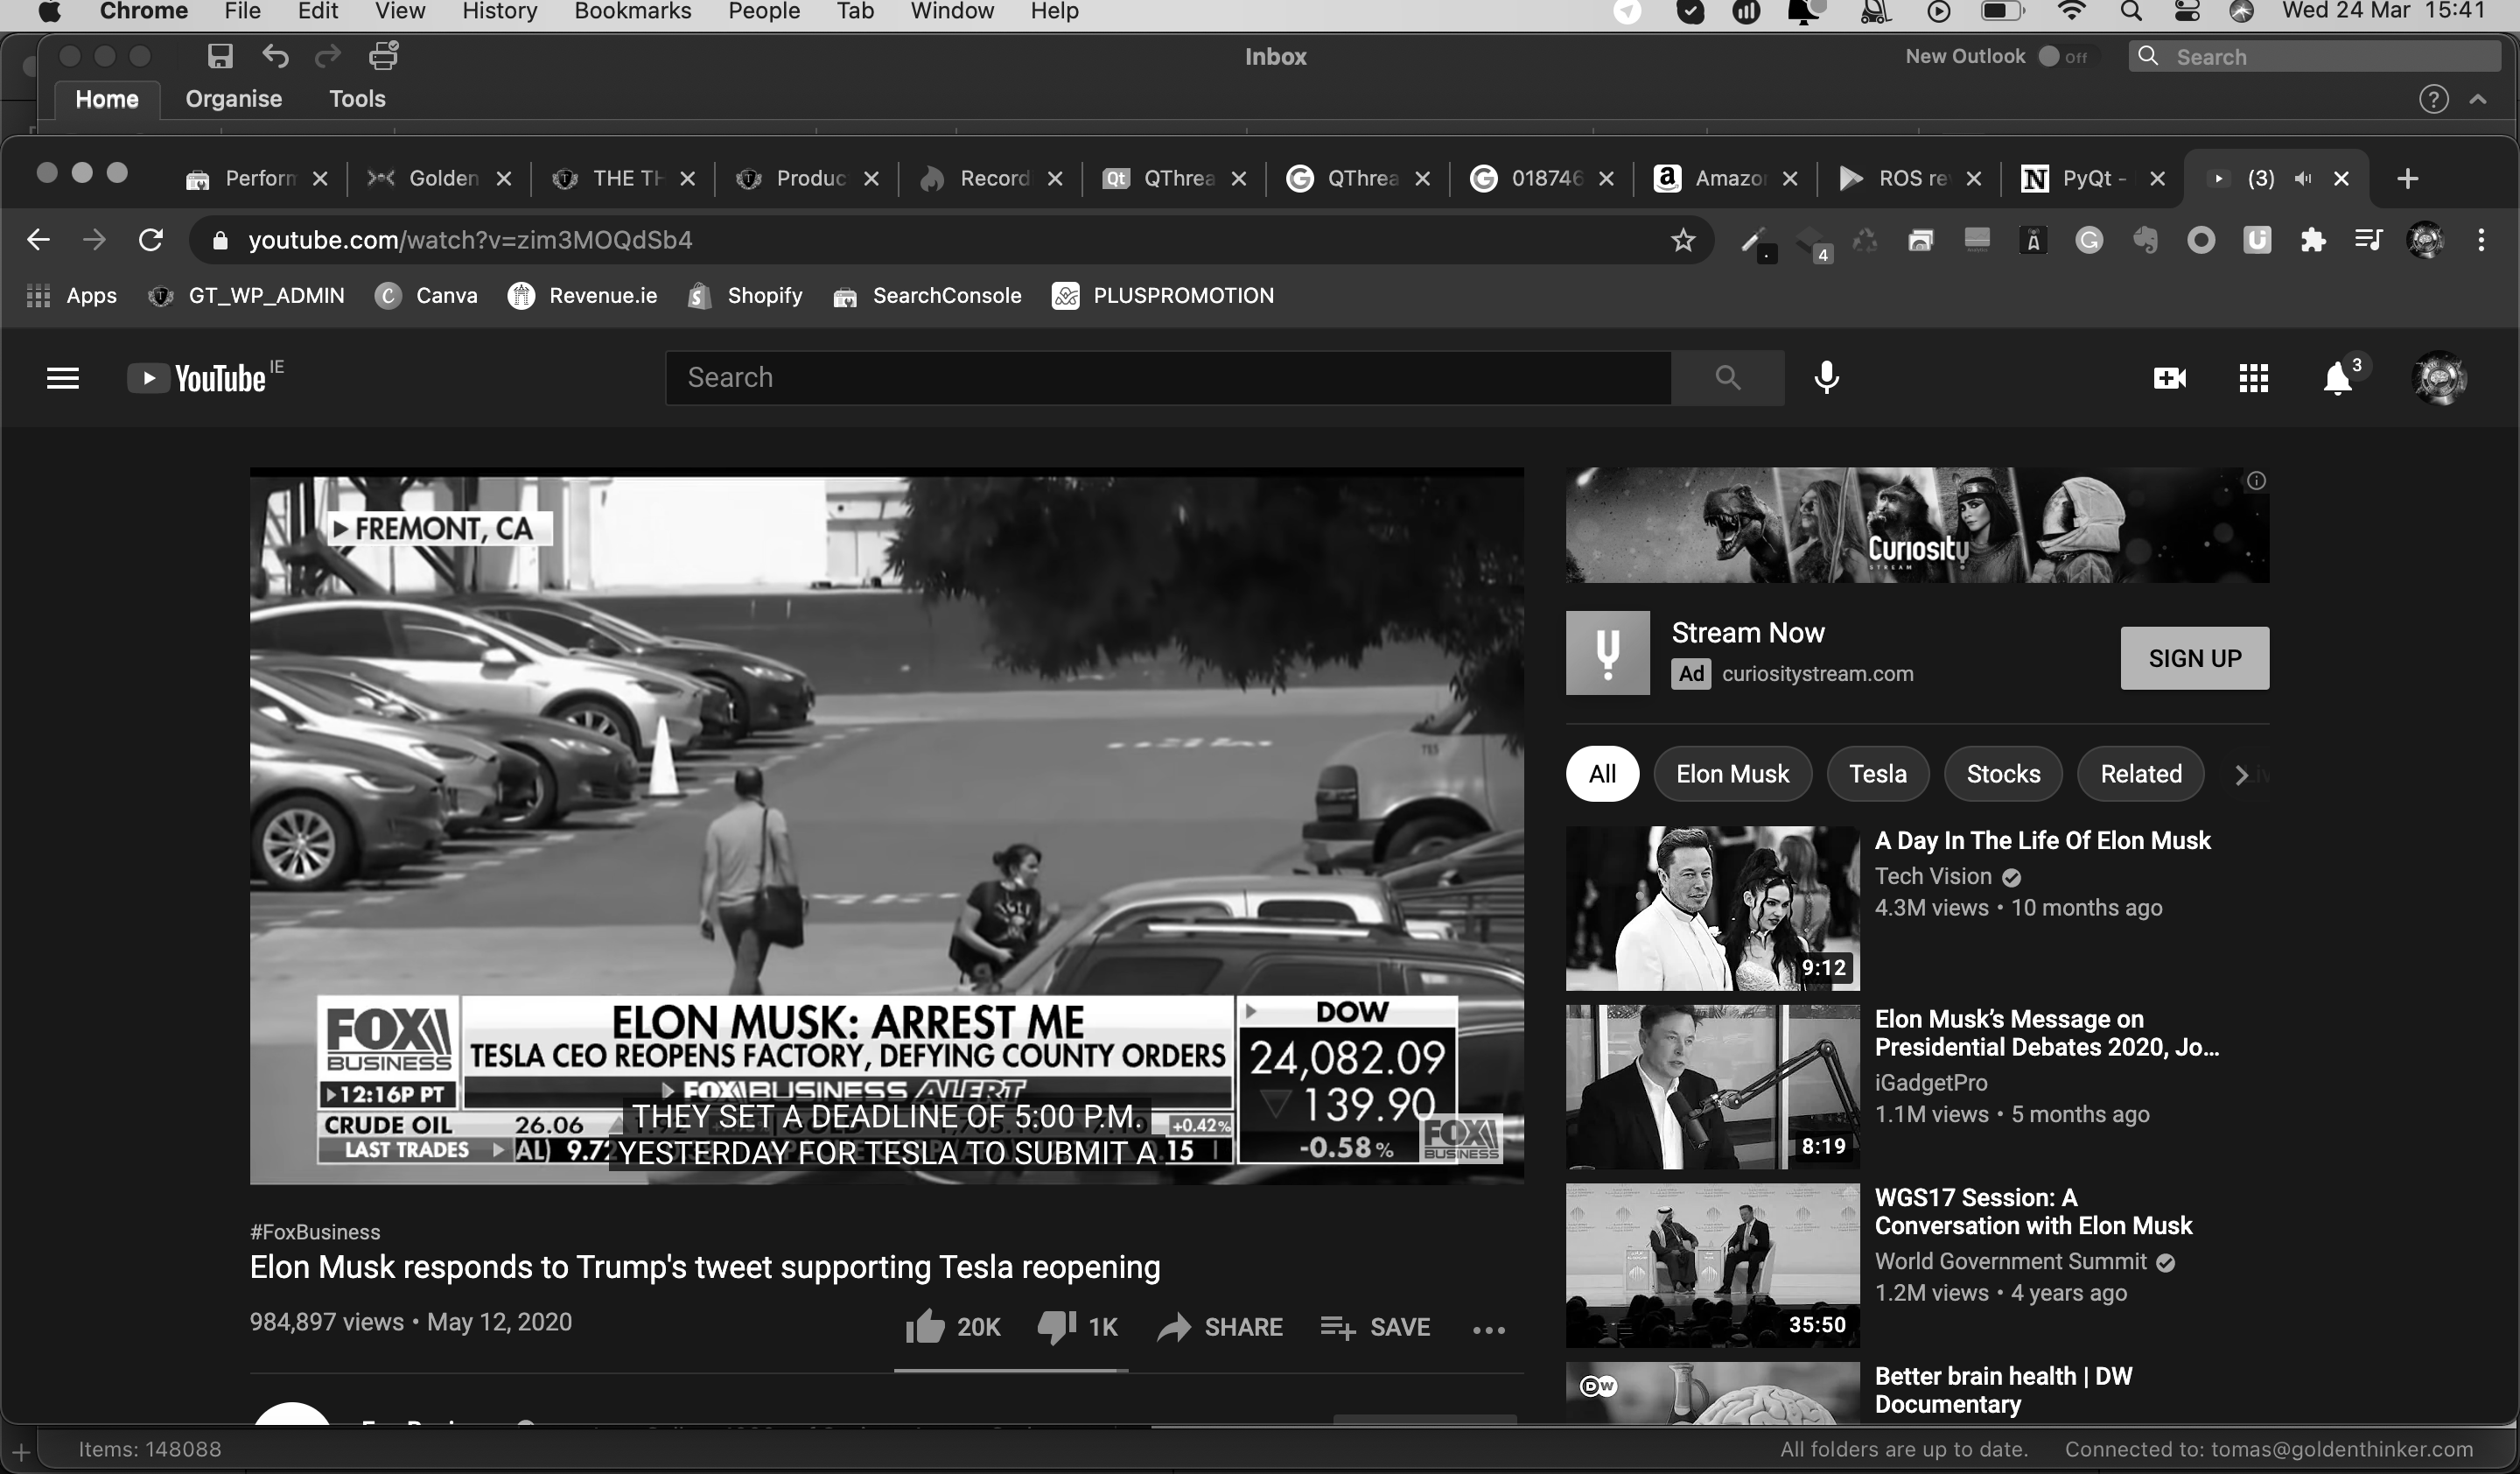 Chrome File Edit View History Bookmarks People Tab Window Help
Wed 24 Mar 15:41
Inbox
New Outlook off
Search
Home Organise Tools
Perform
Golden
THE TH
Produc
Record
QThrea
QThrea
018746
Amazo
ROS re
PyQt -
(3)
youtube.com/watch?v=zim3MOQdSb4
4
Apps GT_WP_ADMIN Canva Revenue.ie Shopify SearchConsole PLUSPROMOTION
YouTube IE
Search
3
FREMONT, CA
FOX BUSINESS
12:16P PT
ELON MUSK: ARREST ME
TESLA CEO REOPENS FACTORY, DEFYING COUNTY ORDERS
FOX BUSINESS ALERT
DOW
24,082.09
139.90
-0.58%
CRUDE OIL 26.06
+0.42%
LAST TRADES AL) 9.72
15
THEY SET A DEADLINE OF 5:00 P.M.
YESTERDAY FOR TESLA TO SUBMIT A
FOX BUSINESS
#FoxBusiness
Elon Musk responds to Trump's tweet supporting Tesla reopening
984,897 views • May 12, 2020
20K 1K SHARE SAVE
Curiosity
STREAM
Stream Now
Ad curiositystream.com
SIGN UP
All Elon Musk Tesla Stocks Related
A Day In The Life Of Elon Musk
Tech Vision
4.3M views • 10 months ago
9:12
Elon Musk's Message on
Presidential Debates 2020, Jo...
iGadgetPro
1.1M views • 5 months ago
8:19
WGS17 Session: A
Conversation with Elon Musk
World Government Summit
1.2M views • 4 years ago
35:50
Better brain health | DW
Documentary
DW
Items: 148088
All folders are up to date. Connected to: tomas@goldenthinker.com